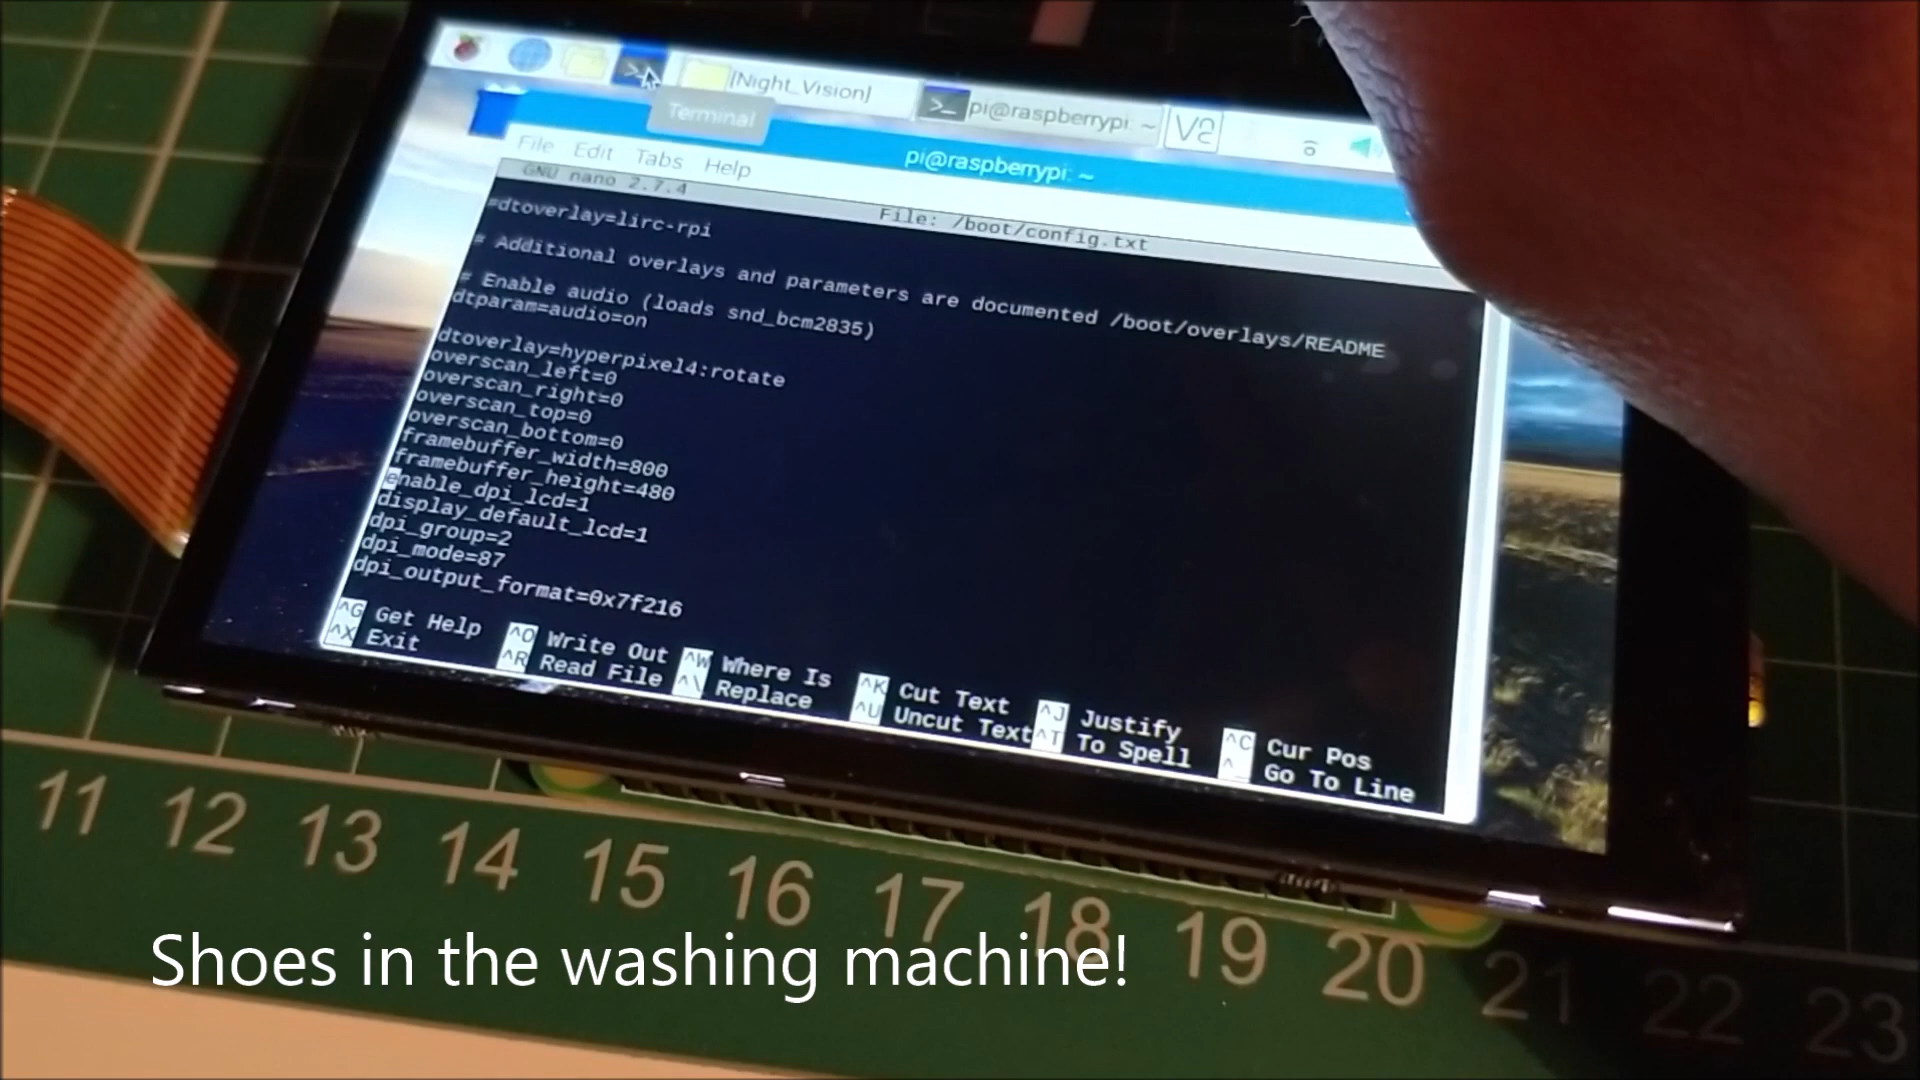 [Night_Vision]
pi@raspberrypi: ~
V2
Terminal
File Edit Tabs Help
pi@raspberrypi: ~
GNU nano 2.7.4
File: /boot/config.txt
#dtoverlay=lirc-rpi
# Additional overlays and parameters are documented /boot/overlays/README
# Enable audio (loads snd_bcm2835)
dtparam=audio=on
dtoverlay=hyperpixel4:rotate
overscan_left=0
overscan_right=0
overscan_top=0
overscan_bottom=0
framebuffer_width=800
framebuffer_height=480
enable_dpi_lcd=1
display_default_lcd=1
dpi_group=2
dpi_mode=87
dpi_output_format=0x7f216
^G Get Help ^O Write Out ^W Where Is ^K Cut Text ^J Justify ^C Cur Pos
^X Exit ^R Read File ^\ Replace ^U Uncut Text ^T To Spell ^_ Go To Line
11 12 13 14 15 16 17 18 19 20 21 22 23
Shoes in the washing machine!